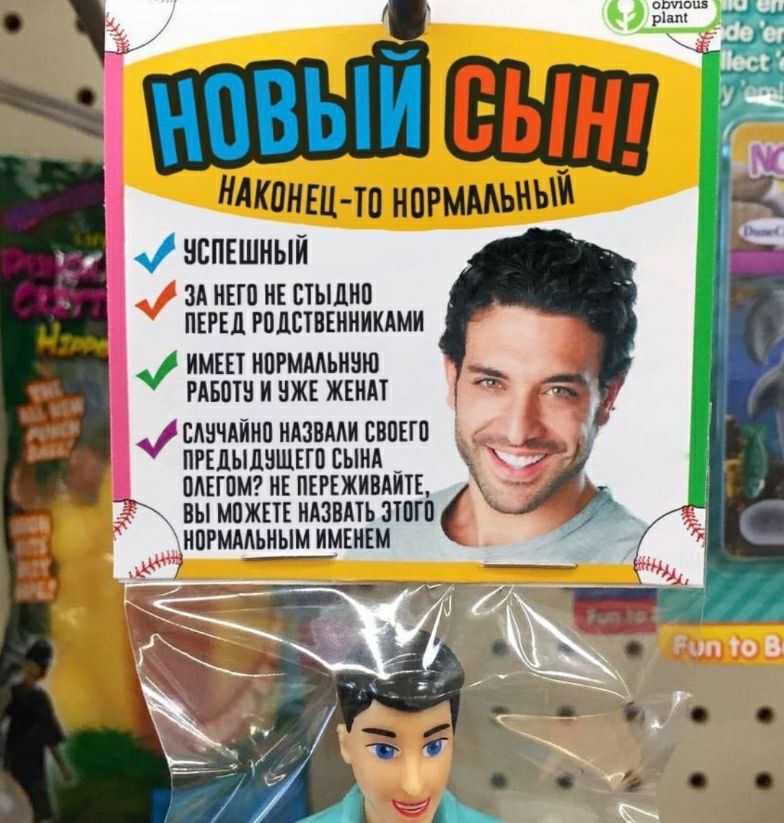 obvious
plant
НОВЫЙ СЫН!
НАКОНЕЦ-ТО НОРМАЛЬНЫЙ
УСПЕШНЫЙ
ЗА НЕГО НЕ СТЫДНО
ПЕРЕД РОДСТВЕННИКАМИ
ИМЕЕТ НОРМАЛЬНУЮ
РАБОТУ И УЖЕ ЖЕНАТ
СЛУЧАЙНО НАЗВАЛИ СВОЕГО
ПРЕДЫДУЩЕГО СЫНА
ОЛЕГОМ? НЕ ПЕРЕЖИВАЙТЕ,
ВЫ МОЖЕТЕ НАЗВАТЬ ЭТОГО
НОРМАЛЬНЫМ ИМЕНЕМ
Fun to